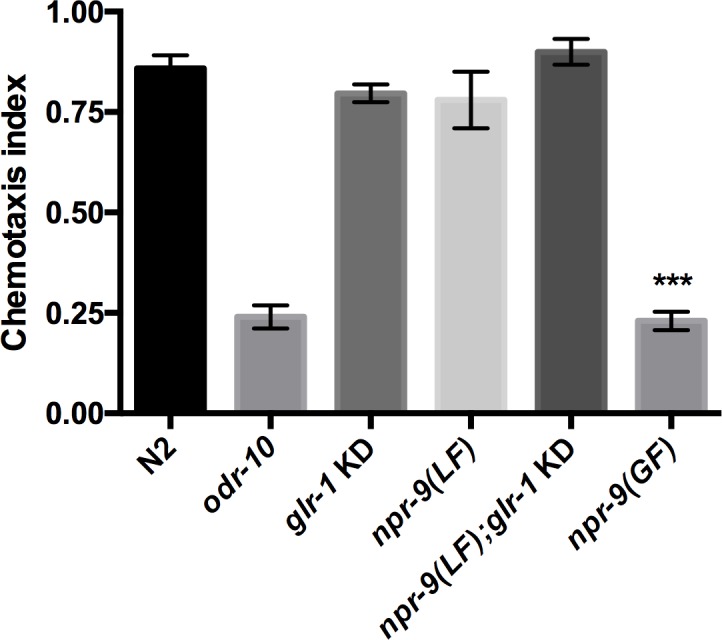 Chemotaxis index
1.00
0.75
0.50
0.25
0.00
***
N2
odr-10
glr-1 KD
npr-9(LF)
npr-9(LF);glr-1 KD
npr-9(GF)